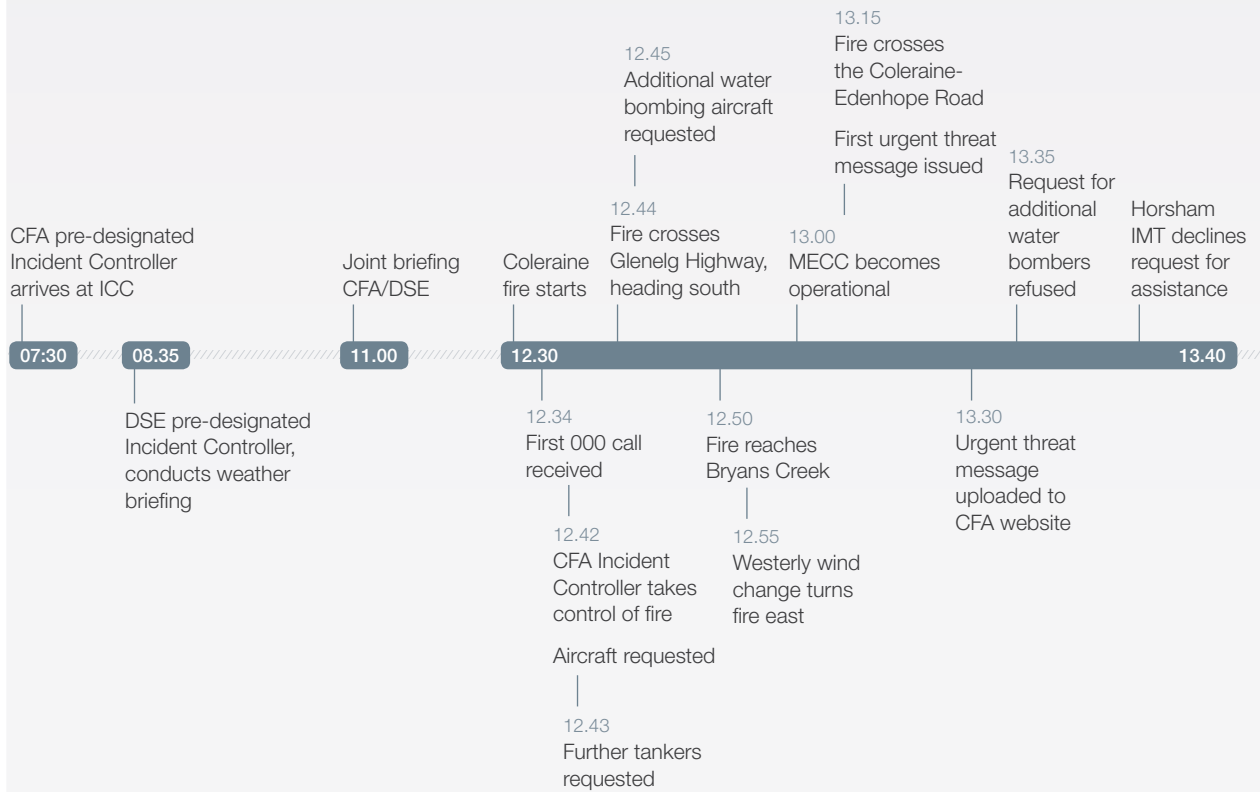 13.15
Fire crosses
the Coleraine-
Edenhope Road
First urgent threat
message issued
12.45
Additional water
bombing aircraft
requested
13.35
Request for
additional
water
bombers
refused
Horsham
IMT declines
request for
assistance
12.44
Fire crosses
Glenelg Highway,
heading south
13.00
MECC becomes
operational
CFA pre-designated
Incident Controller
arrives at ICC
Joint briefing
CFA/DSE
Coleraine
fire starts
07:30
08.35
11.00
12.30
13.40
DSE pre-designated
Incident Controller,
conducts weather
briefing
12.34
First 000 call
received
12.42
CFA Incident
Controller takes
control of fire
Aircraft requested
12.43
Further tankers
requested
12.50
Fire reaches
Bryans Creek
12.55
Westerly wind
change turns
fire east
13.30
Urgent threat
message
uploaded to
CFA website